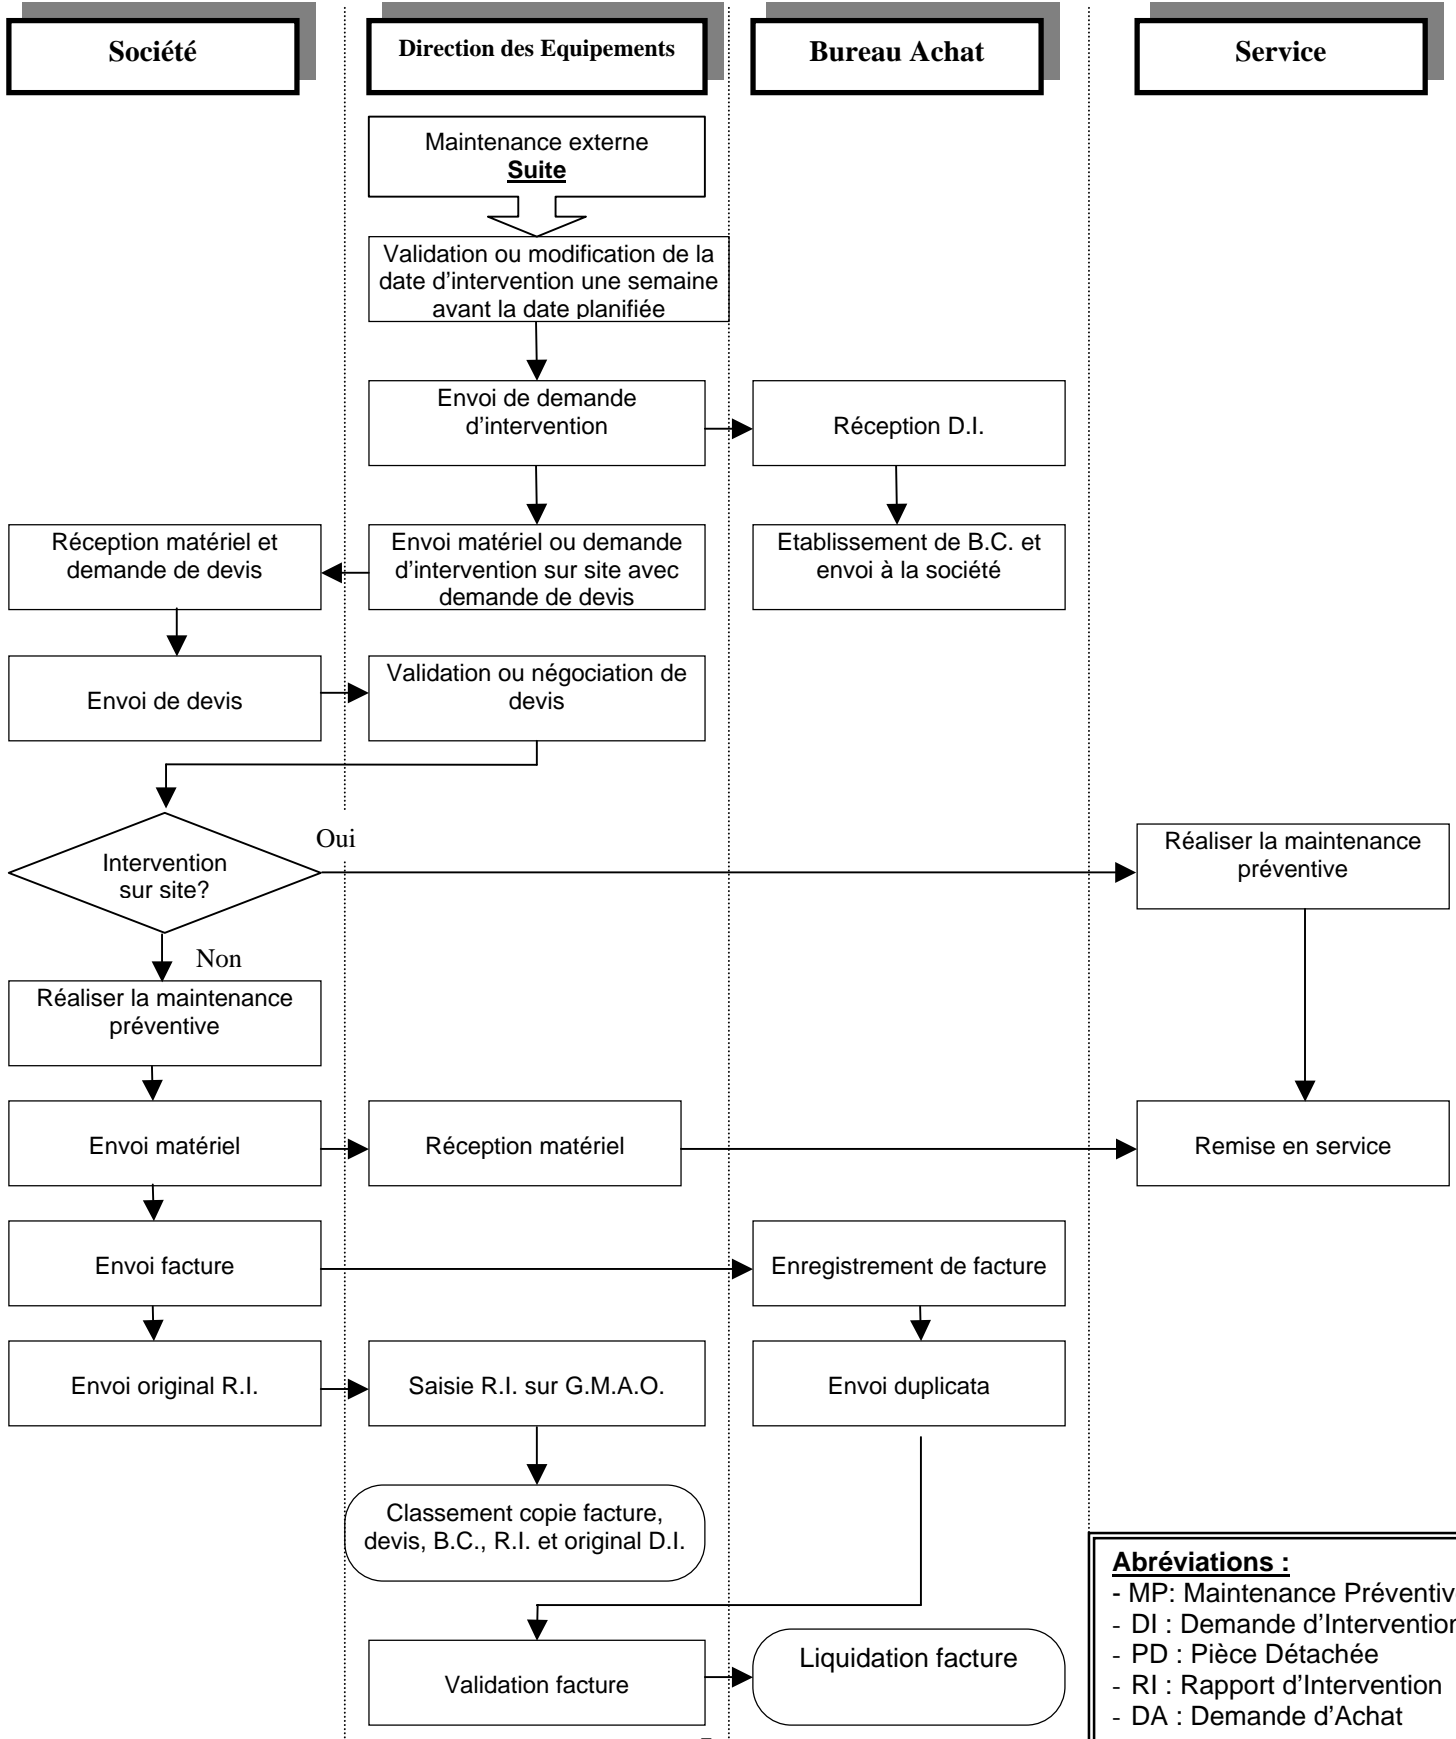 Société
Direction des Equipements
Bureau Achat
Service
Maintenance externe
Suite
Validation ou modification de la
date d’intervention une semaine
avant la date planifiée
Envoi de demande
d’intervention
Réception D.I.
Réception matériel et
demande de devis
Envoi matériel ou demande
d’intervention sur site avec
demande de devis
Etablissement de B.C. et
envoi à la société
Envoi de devis
Validation ou négociation de
devis
Intervention
sur site?
Oui
Non
Réaliser la maintenance
préventive
Réaliser la maintenance
préventive
Envoi matériel
Réception matériel
Remise en service
Envoi facture
Enregistrement de facture
Envoi original R.I.
Saisie R.I. sur G.M.A.O.
Envoi duplicata
Classement copie facture,
devis, B.C., R.I. et original D.I.
Validation facture
Liquidation facture
Abréviations :
- MP: Maintenance Préventiv
- DI : Demande d’Intervention
- PD : Pièce Détachée
- RI : Rapport d’Intervention
- DA : Demande d’Achat